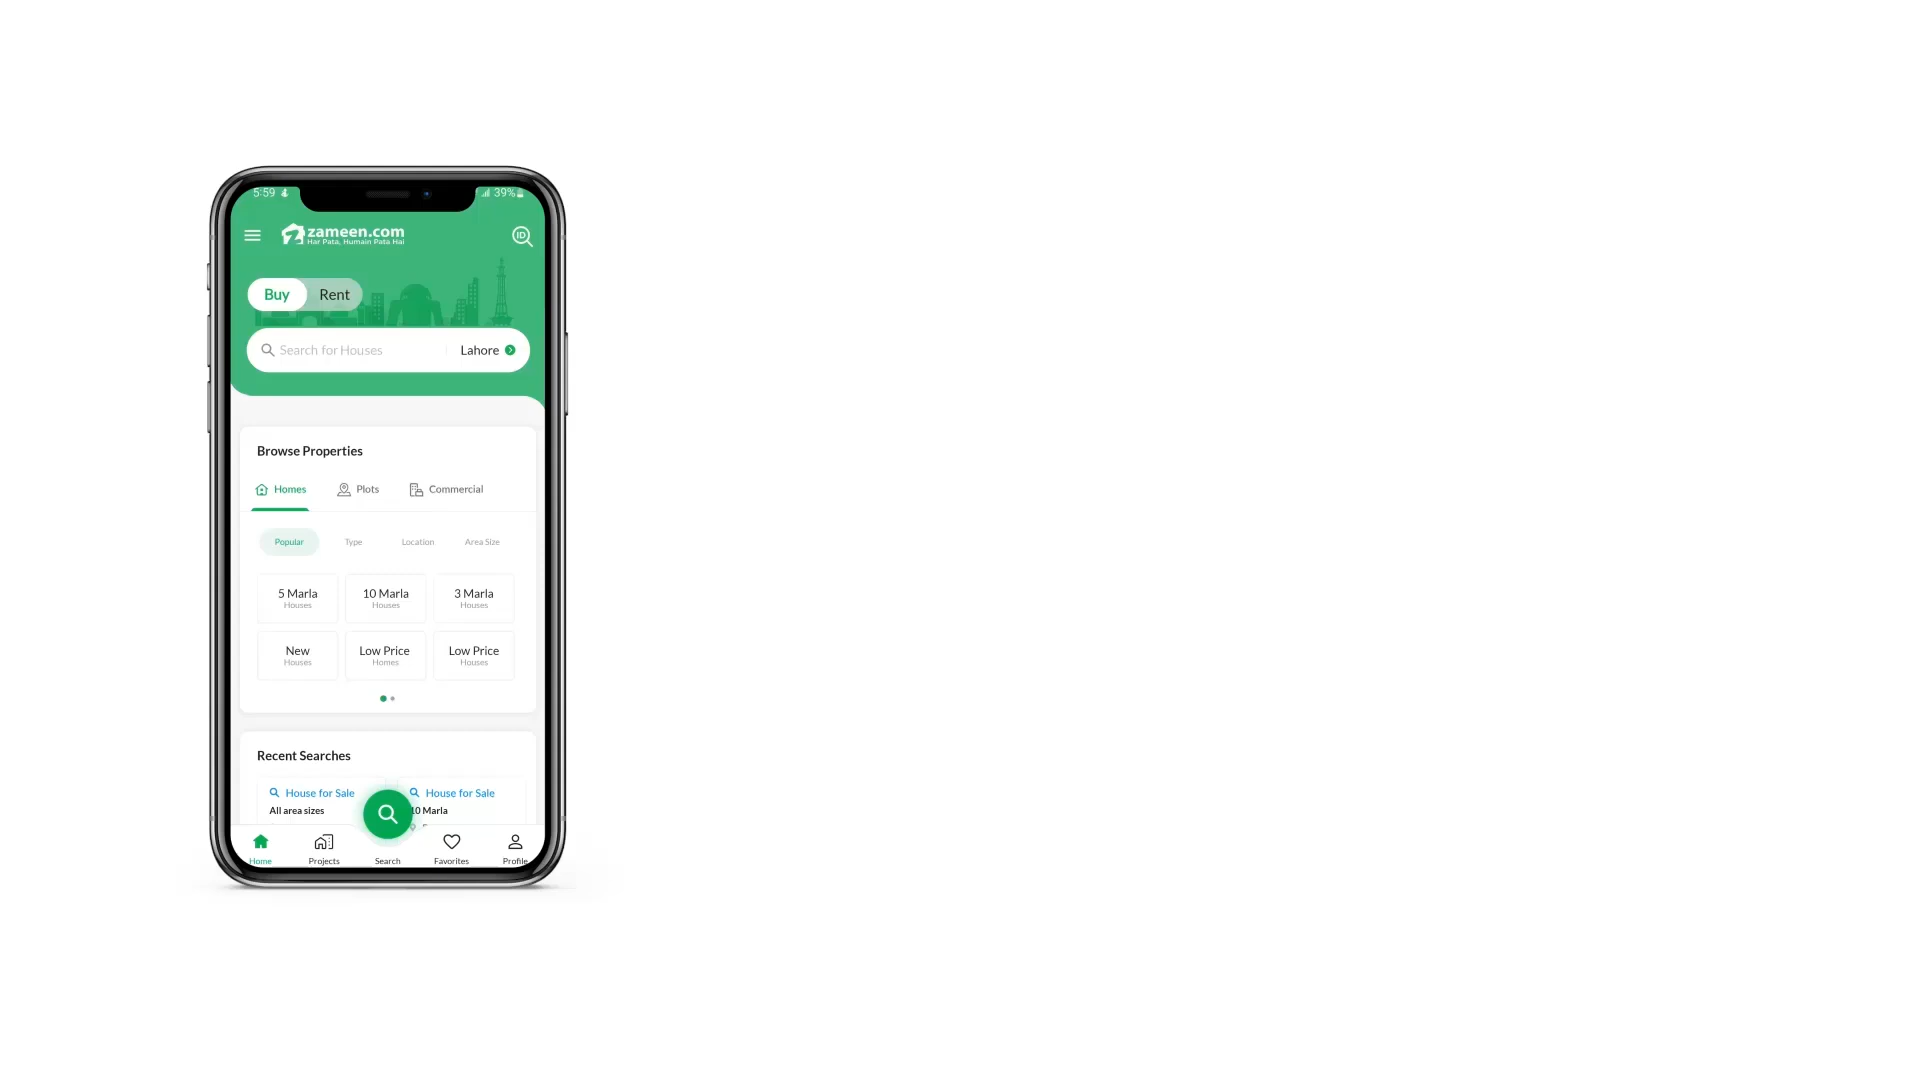 5:59
39%
zameen.com
Har Pata, Humain Pata Hai
ID
Buy
Rent
Search for Houses
Lahore
Browse Properties
Homes
Plots
Commercial
Popular
Type
Location
Area Size
5 Marla
Houses
10 Marla
Houses
3 Marla
Houses
New
Houses
Low Price
Homes
Low Price
Houses
Recent Searches
House for Sale
All area sizes
House for Sale
10 Marla
Home
Projects
Search
Favorites
Profile